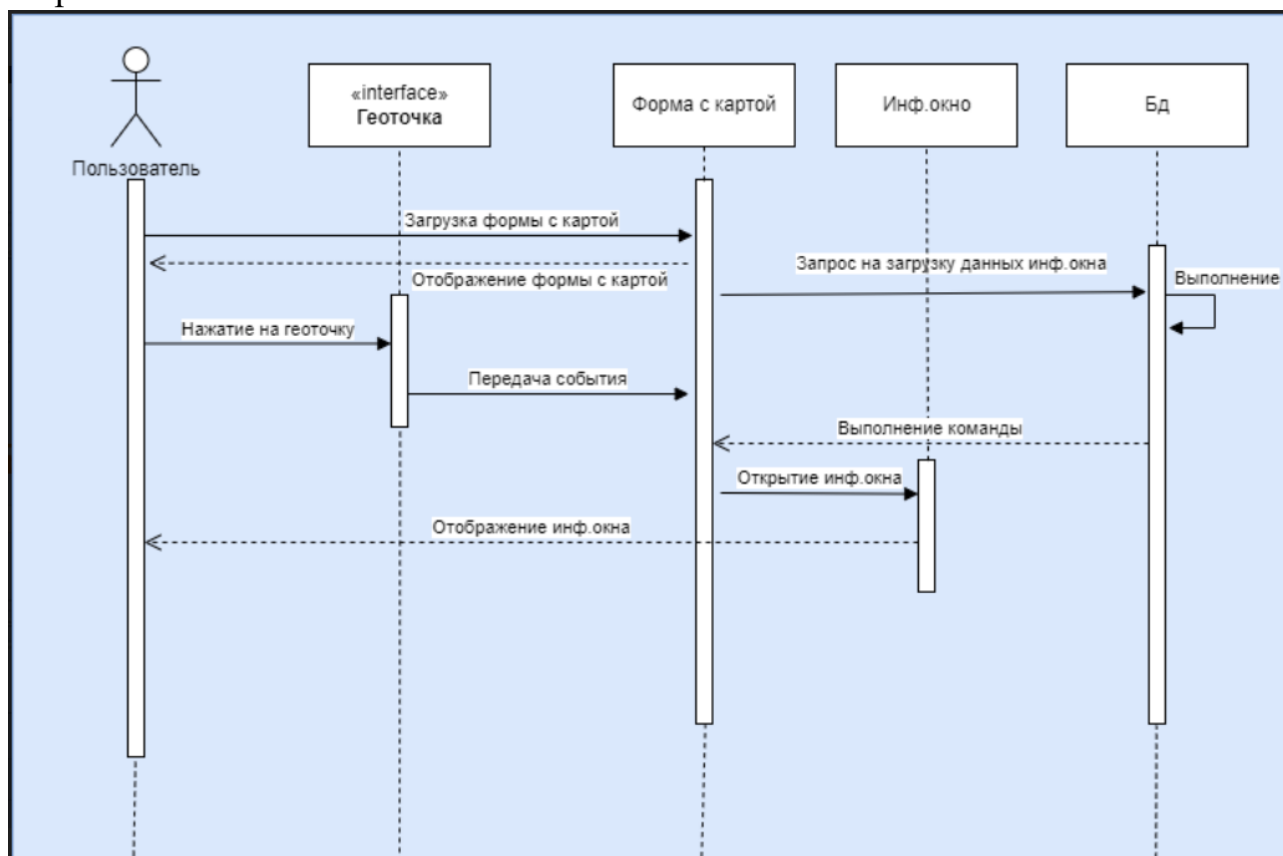 «interface»
Геоточка
Форма с картой
Инф.окно
Бд
Пользователь
Загрузка формы с картой
Отображение формы с картой
Запрос на загрузку данных инф.окна
Выполнение
Нажатие на геоточку
Передача события
Выполнение команды
Открытие инф.окна
Отображение инф.окна